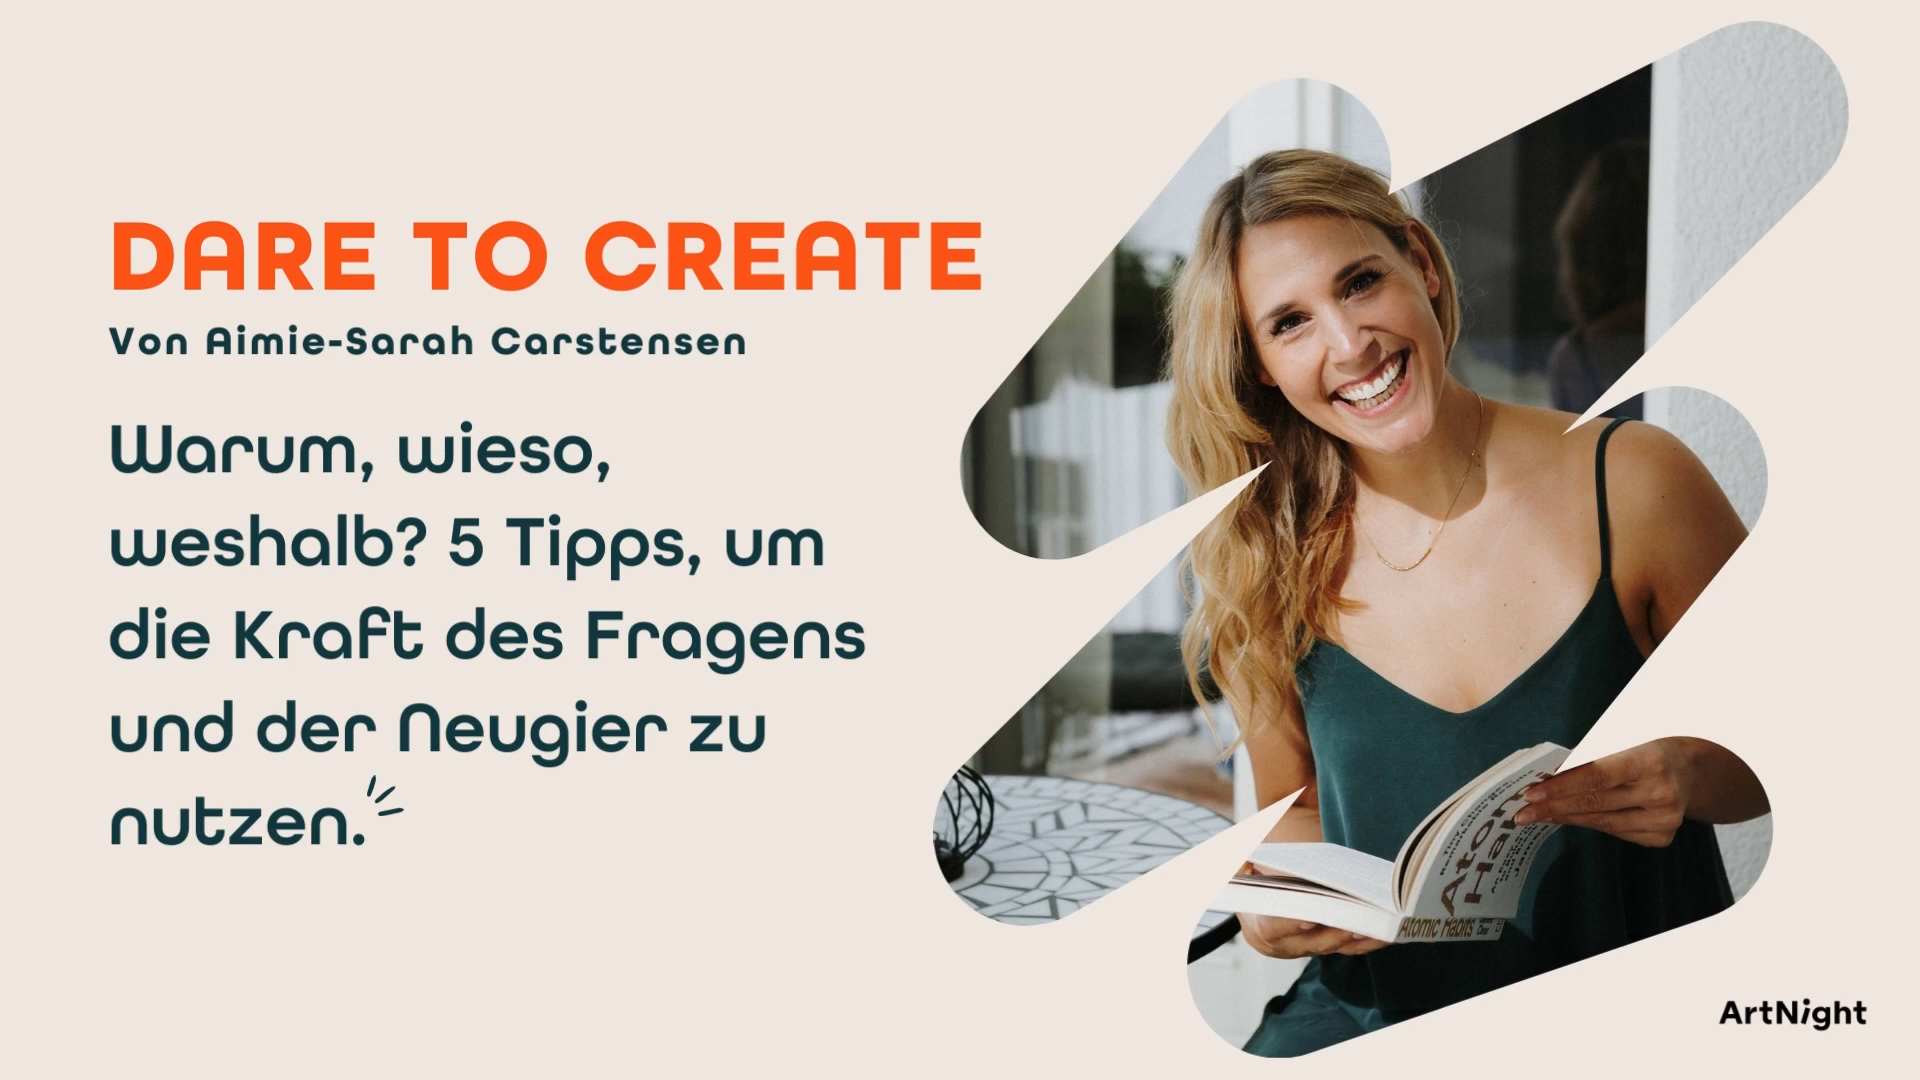 DARE TO CREATE
Von Aimie-Sarah Carstensen
Warum, wieso,
weshalb? 5 Tipps, um
die Kraft des Fragens
und der Neugier zu
nutzen.
Atomic Habits
ArtNight